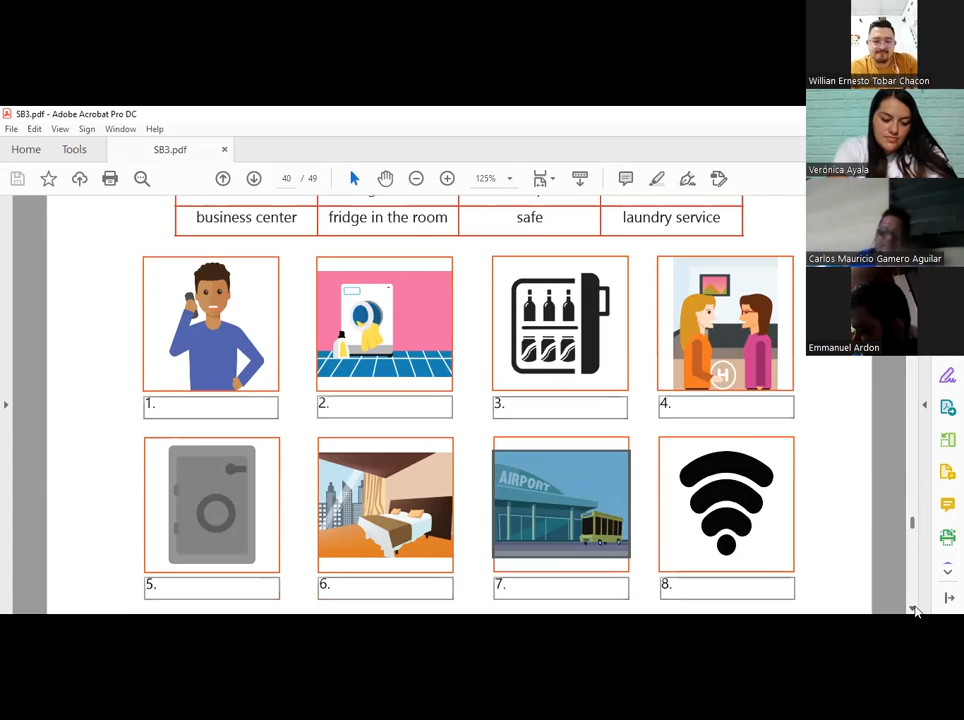 Willian Ernesto Tobar Chacon
SB3.pdf - Adobe Acrobat Pro DC
File Edit View Sign Window Help
Home Tools SB3.pdf ×
40 / 49 125%
Verónica Ayala
business center fridge in the room safe laundry service
Carlos Mauricio Gamero Aguilar
Emmanuel Ardon
H
1. 2. 3. 4.
AIRPORT
5. 6. 7. 8.